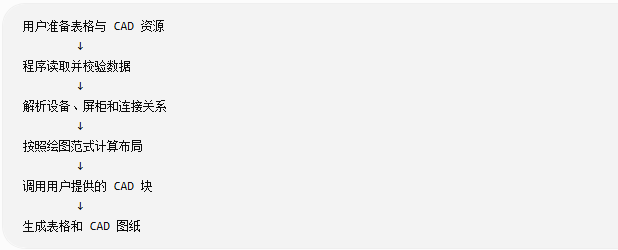 用户准备表格与 CAD 资源
↓
程序读取并校验数据
↓
解析设备、屏柜和连接关系
↓
按照绘图范式计算布局
↓
调用用户提供的 CAD 块
↓
生成表格和 CAD 图纸